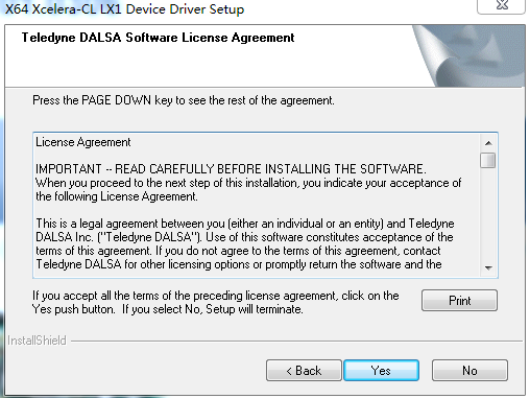 X64 Xcelera-CL LX1 Device Driver Setup
Teledyne DALSA Software License Agreement
Press the PAGE DOWN key to see the rest of the agreement.
License Agreement
IMPORTANT -- READ CAREFULLY BEFORE INSTALLING THE SOFTWARE.
When you proceed to the next step of this installation, you indicate your acceptance of
the following License Agreement.
This is a legal agreement between you (either an individual or an entity) and Teledyne
DALSA Inc. ("Teledyne DALSA"). Use of this software constitutes acceptance of the
terms of this agreement. If you do not agree to the terms of this agreement, contact
Teledyne DALSA for other licensing options or promptly return the software and the
If you accept all the terms of the preceding license agreement, click on the
Yes push button.  If you select No, Setup will terminate.
Print
InstallShield
< Back
Yes
No